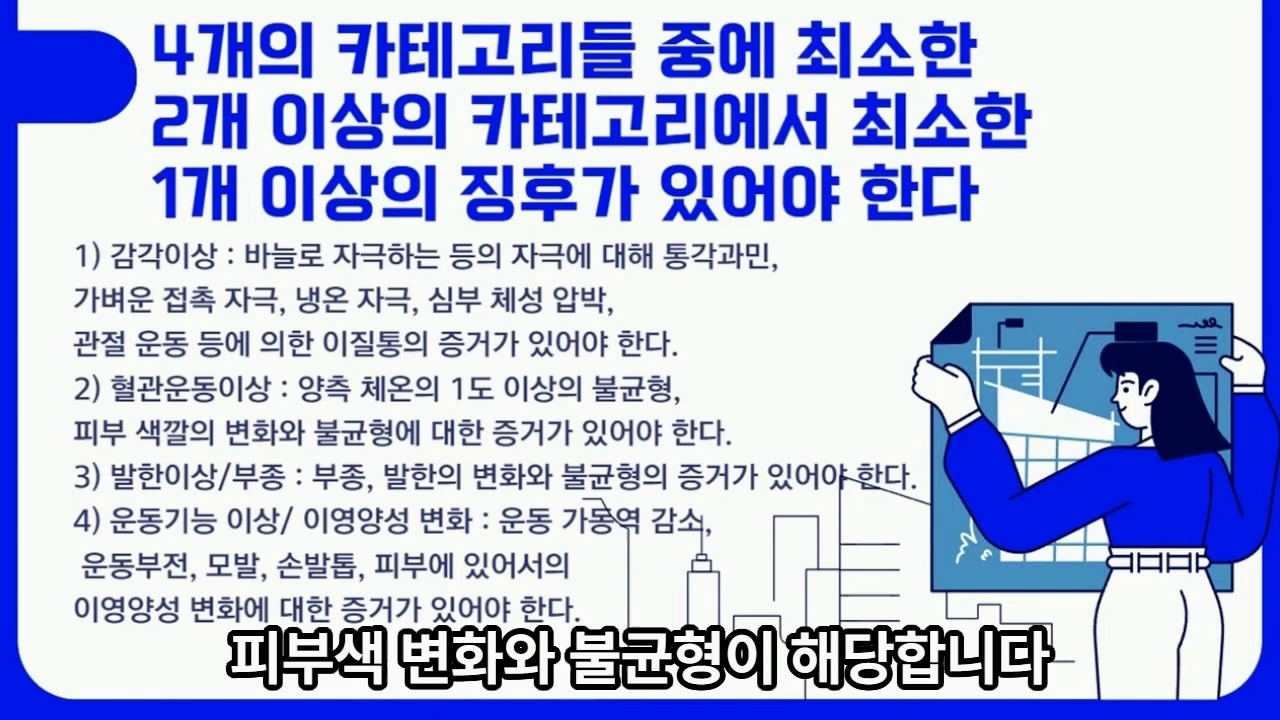 4개의 카테고리들 중에 최소한
2개 이상의 카테고리에서 최소한
1개 이상의 징후가 있어야 한다
1) 감각이상 : 바늘로 자극하는 등의 자극에 대해 통각과민,
가벼운 접촉 자극, 냉온 자극, 심부 체성 압박,
관절 운동 등에 의한 이질통의 증거가 있어야 한다.
2) 혈관운동이상 : 양측 체온의 1도 이상의 불균형,
피부 색깔의 변화와 불균형에 대한 증거가 있어야 한다.
3) 발한이상/부종 : 부종, 발한의 변화와 불균형의 증거가 있어야 한다.
4) 운동기능 이상/ 이영양성 변화 : 운동 가동역 감소,
운동부전, 모발, 손발톱, 피부에 있어서의
이영양성 변화에 대한 증거가 있어야 한다.
피부색 변화와 불균형이 해당합니다